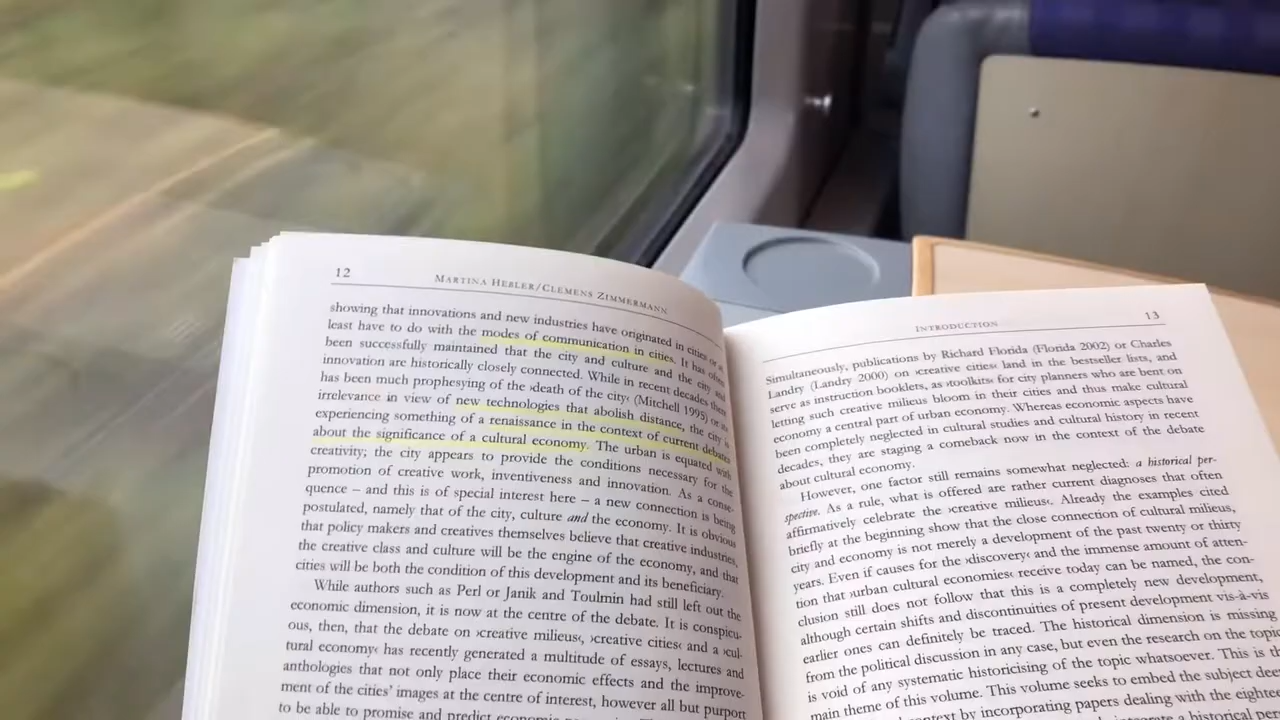 12
MARTINA HEßLER/CLEMENS ZIMMERMANN
showing that innovations and new industries have originated in cities or at
least have to do with the modes of communication in cities. It has often
been successfully maintained that the city and culture and the city and
innovation are historically closely connected. While in recent decades there
has been much prophesying of the ›death of the city‹ (Mitchell 1995) or its
irrelevance in view of new technologies that abolish distance, the city is
experiencing something of a renaissance in the context of current debates
about the significance of a cultural economy. The urban is equated with
creativity; the city appears to provide the conditions necessary for the
promotion of creative work, inventiveness and innovation. As a conse-
quence – and this is of special interest here – a new connection is being
postulated, namely that of the city, culture and the economy. It is obvious
that policy makers and creatives themselves believe that creative industries,
the creative class and culture will be the engine of the economy, and that
cities will be both the condition of this development and its beneficiary.
While authors such as Perl or Janik and Toulmin had still left out the
economic dimension, it is now at the centre of the debate. It is conspicu-
ous, then, that the debate on ›creative milieus‹, ›creative cities‹ and a ›cul-
tural economy‹ has recently generated a multitude of essays, lectures and
anthologies that not only place their economic effects and the improve-
ment of the cities' images at the centre of interest, however all but purport
to be able to promise and predict economic
INTRODUCTION
13
Simultaneously, publications by Richard Florida (Florida 2002) or Charles
Landry (Landry 2000) on ›creative cities‹ land in the bestseller lists, and
serve as instruction booklets, as ›toolkits‹ for city planners who are bent on
letting such creative milieus bloom in their cities and thus make cultural
economy a central part of urban economy. Whereas economic aspects have
been completely neglected in cultural studies and cultural history in recent
decades, they are staging a comeback now in the context of the debate
about cultural economy.
However, one factor still remains somewhat neglected: a historical per-
spective. As a rule, what is offered are rather current diagnoses that often
affirmatively celebrate the ›creative milieus‹. Already the examples cited
briefly at the beginning show that the close connection of cultural milieus,
city and economy is not merely a development of the past twenty or thirty
years. Even if causes for the ›discovery‹ and the immense amount of atten-
tion that ›urban cultural economies‹ receive today can be named, the con-
clusion still does not follow that this is a completely new development,
although certain shifts and discontinuities of present development vis-à-vis
earlier ones can definitely be traced. The historical dimension is missing
from the political discussion in any case, but even the research on the topic
is void of any systematic historicising of the topic whatsoever. This is the
main theme of this volume. This volume seeks to embed the subject
by incorporating papers dealing with the
a historical